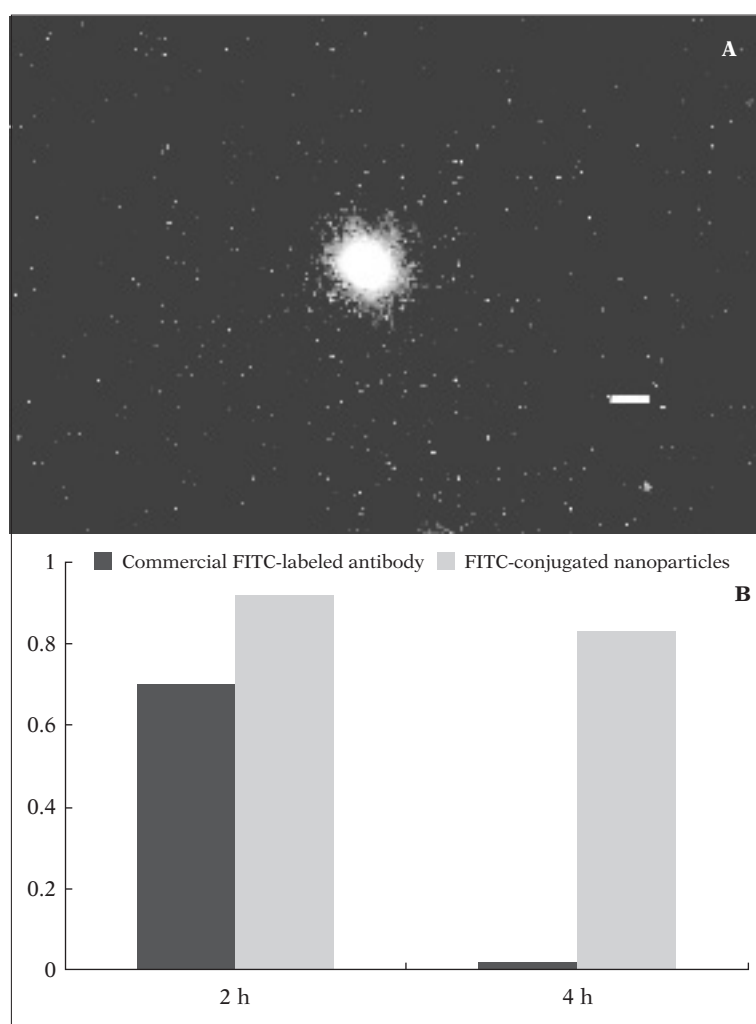 A
1
Commercial FITC-labeled antibody FITC-conjugated nanoparticles
B
0.8
0.6
0.4
0.2
0
2 h 4 h